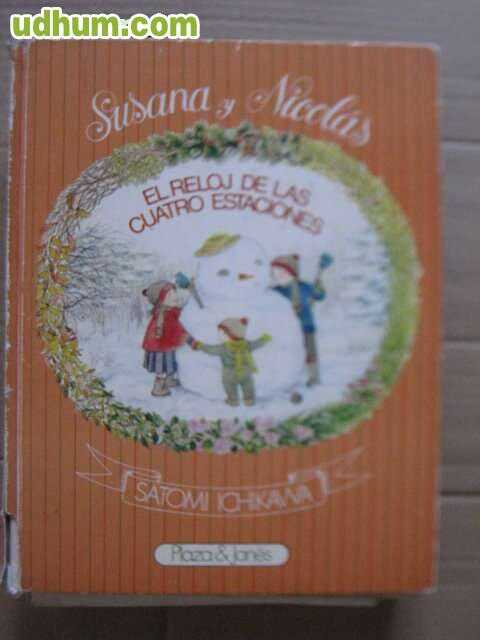 udhum.com
Susana y Nicolás
EL RELOJ DE LAS
CUATRO ESTACIONES
SATOMI ICHIKAWA
Plaza & Janés